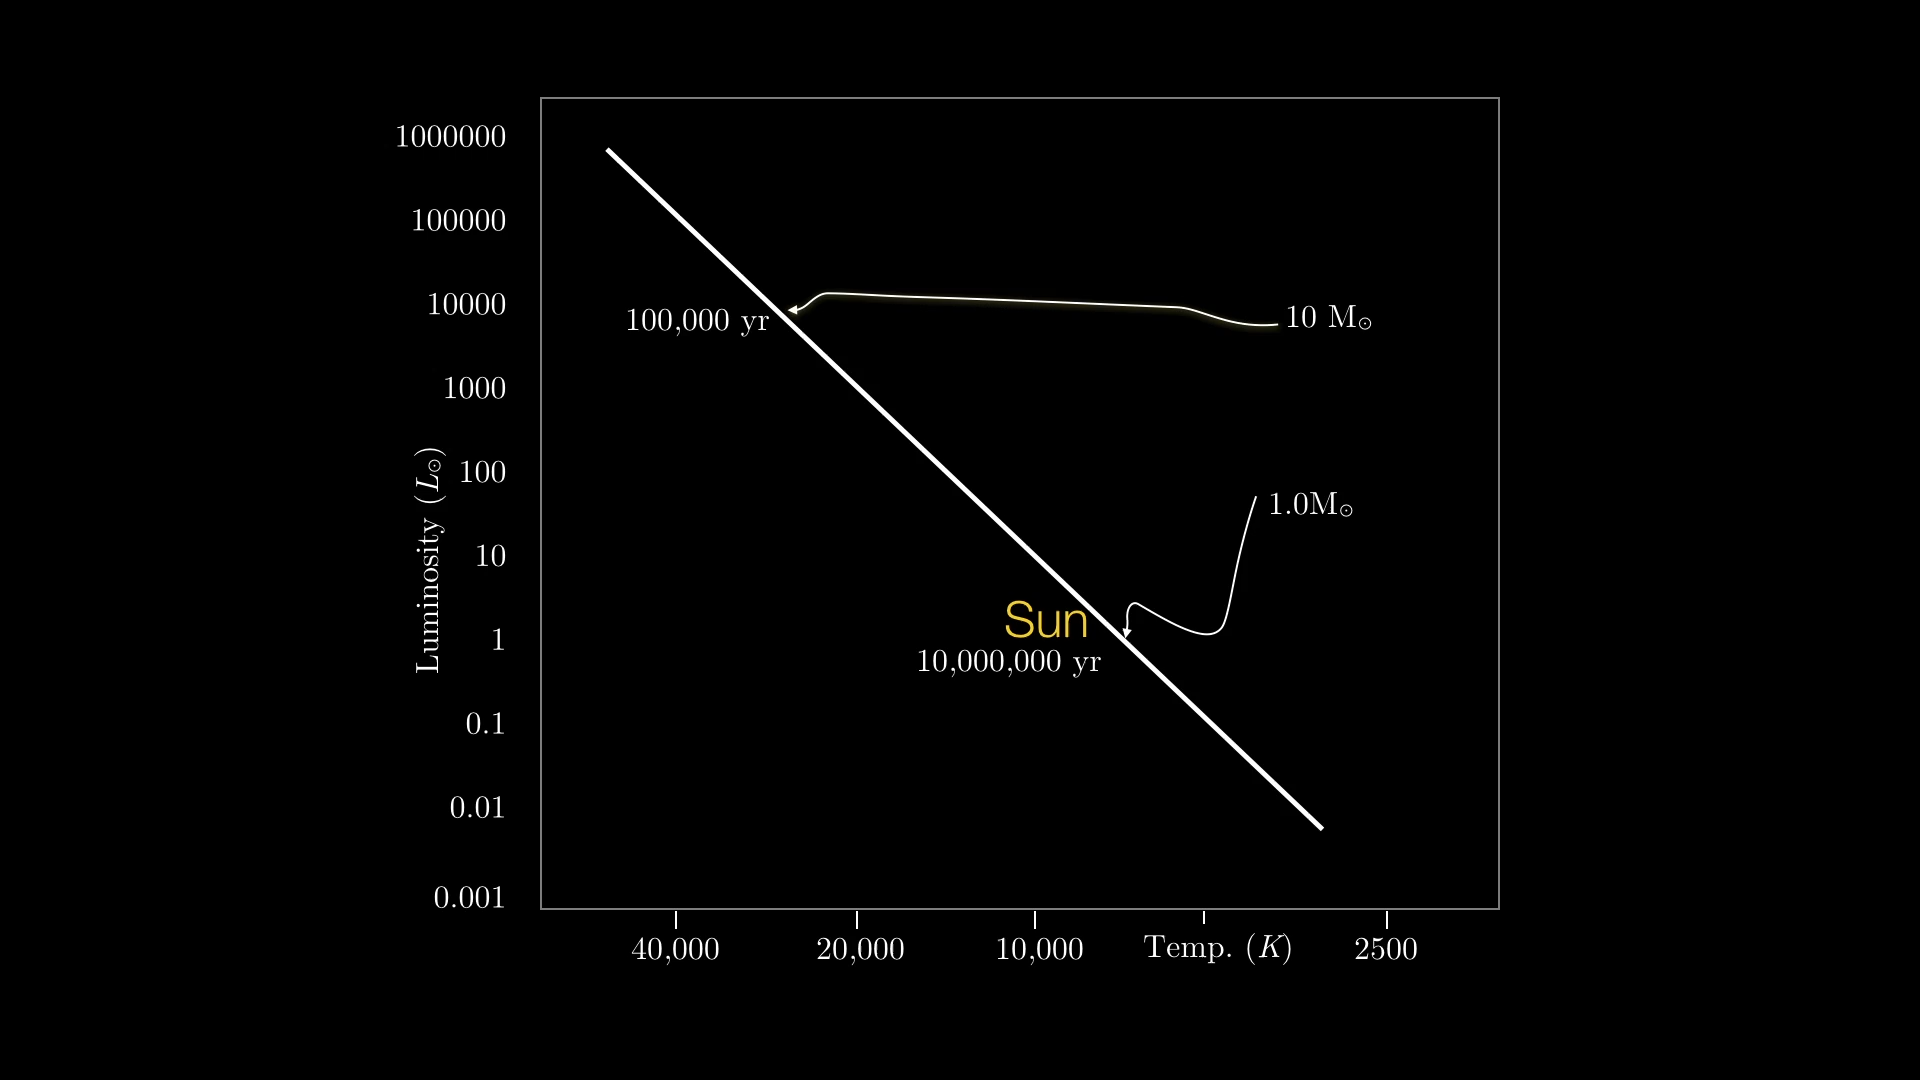 1000000
100000
10000
1000
100
10
1
0.1
0.01
0.001
Luminosity (L⊙)
100,000 yr
10 M⊙
1.0M⊙
Sun
10,000,000 yr
40,000
20,000
10,000
Temp. (K)
2500